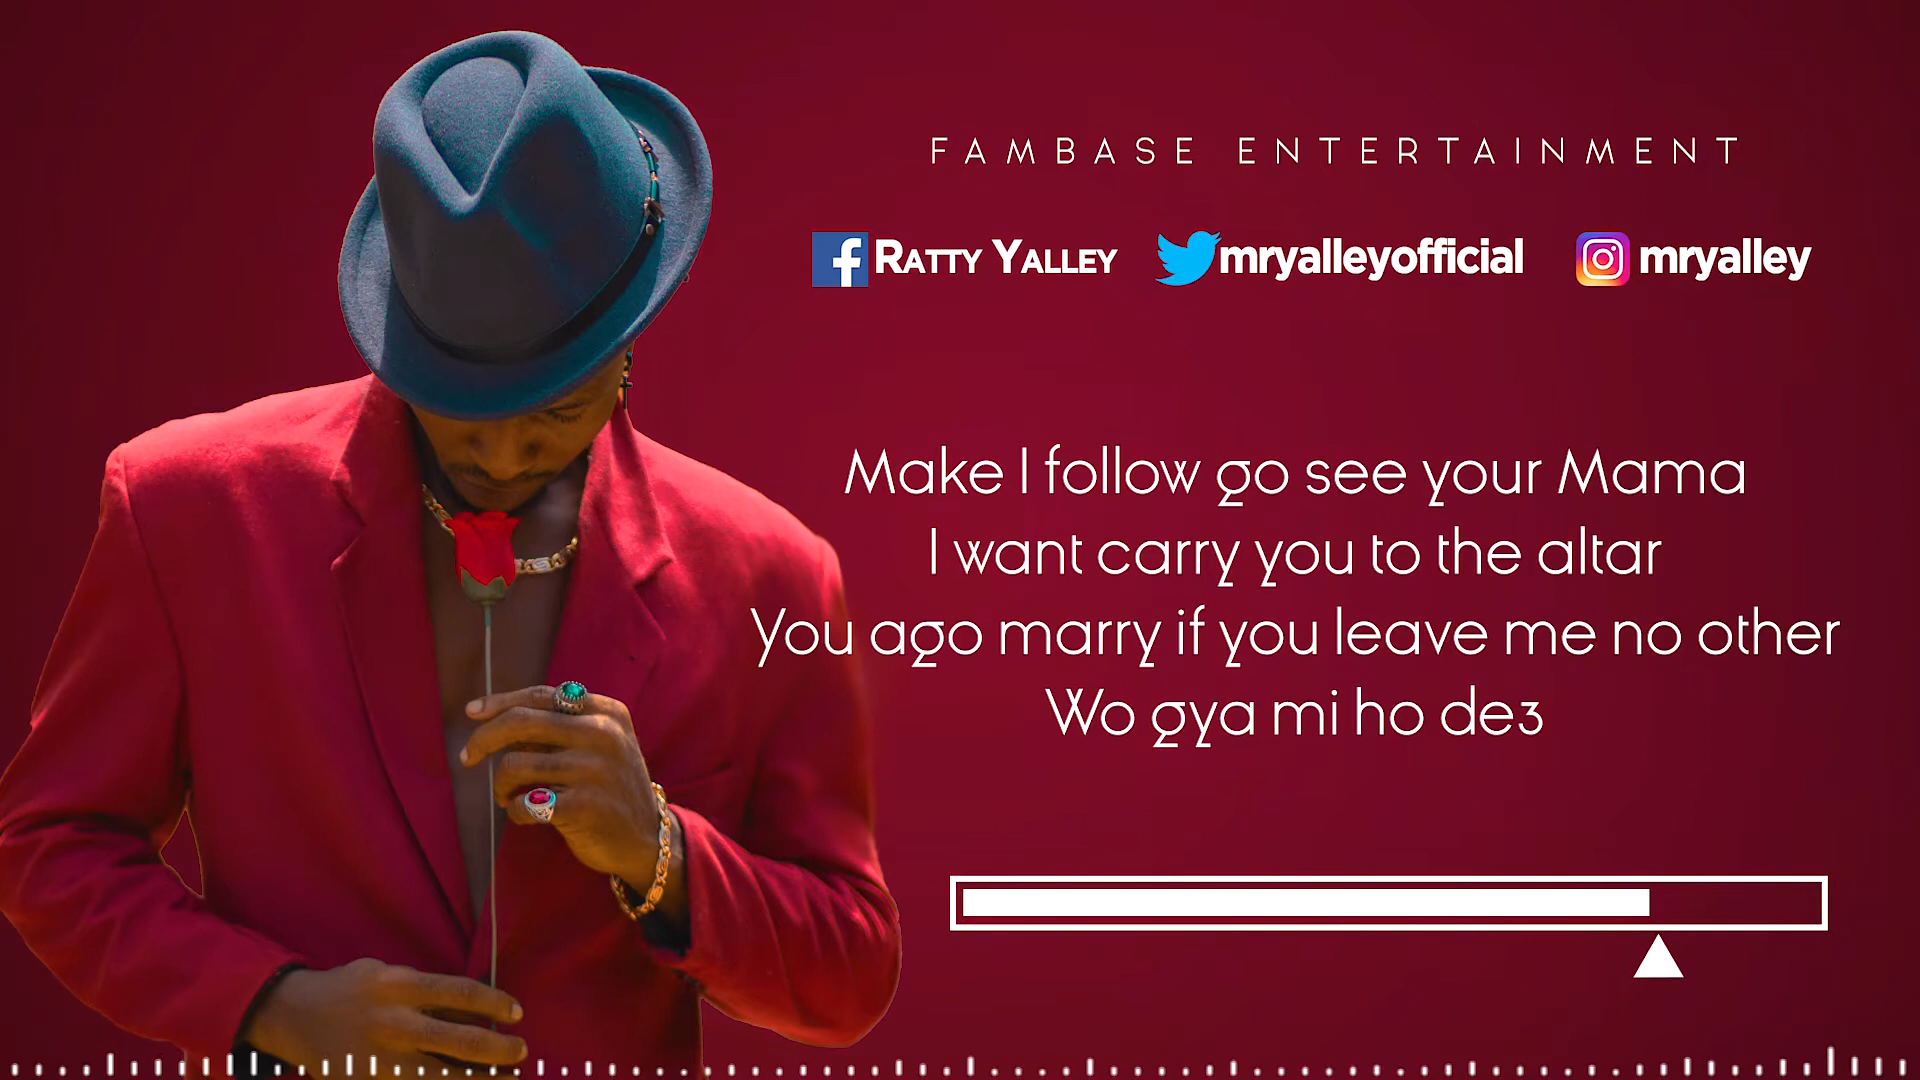 FAMBASE ENTERTAINMENT
RATTY YALLEY mryalleyofficial mryalley
Make I follow go see your Mama
I want carry you to the altar
You ago marry if you leave me no other
Wo gya mi ho de3